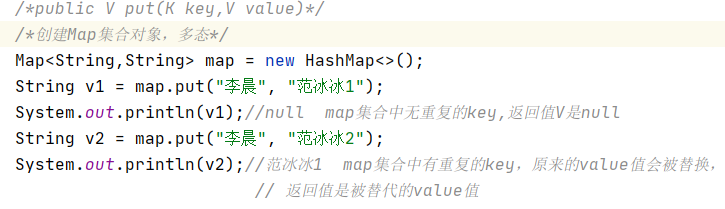 /*public V put(K key,V value)*/
/*创建Map集合对象，多态*/
Map<String,String> map = new HashMap<>();
String v1 = map.put("李晨", "范冰冰1");
System.out.println(v1);//null  map集合中无重复的key,返回值V是null
String v2 = map.put("李晨", "范冰冰2");
System.out.println(v2);//范冰冰1  map集合中有重复的key，原来的value值会被替换，
// 返回值是被替代的value值